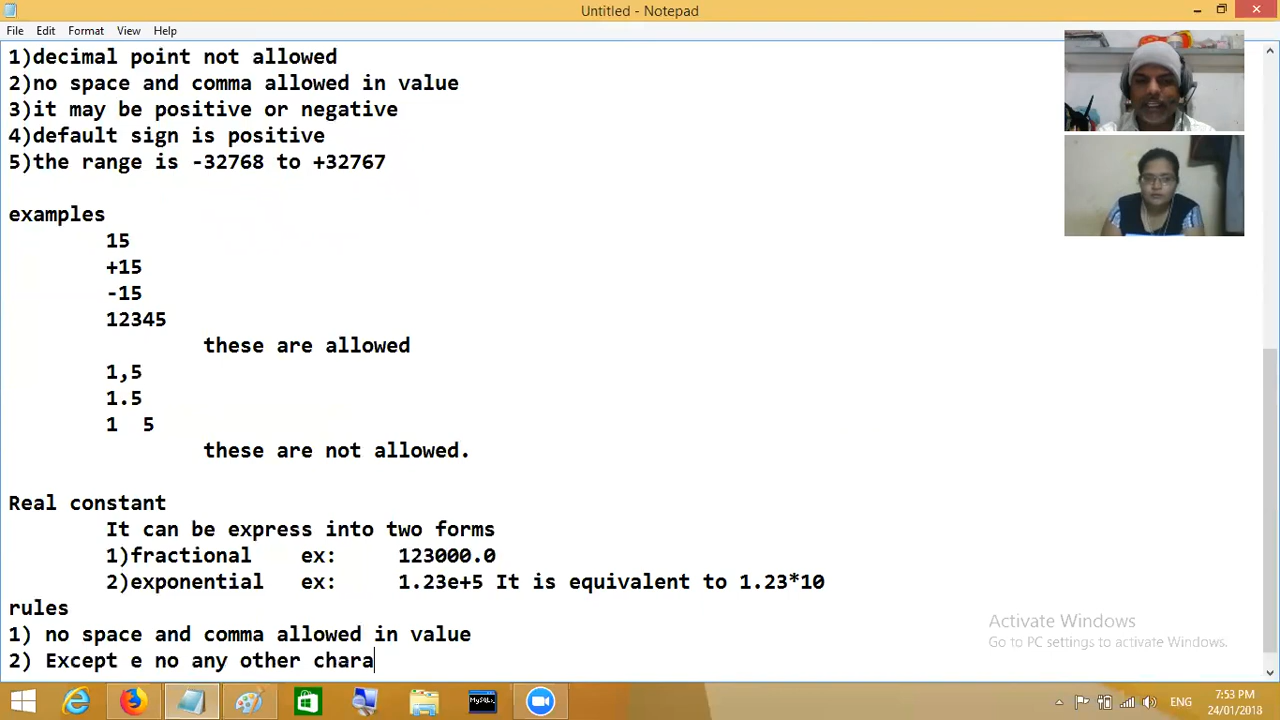 Untitled - Notepad
File Edit Format View Help
1)decimal point not allowed
2)no space and comma allowed in value
3)it may be positive or negative
4)default sign is positive
5)the range is -32768 to +32767
examples
15
+15
-15
12345
these are allowed
1,5
1.5
1 5
these are not allowed.
Real constant
It can be express into two forms
1)fractional ex: 123000.0
2)exponential ex: 1.23e+5 It is equivalent to 1.23*10
rules
1) no space and comma allowed in value
2) Except e no any other chara
Activate Windows
Go to PC settings to activate Windows.
MySQL
ENG
7:53 PM
24/01/2018